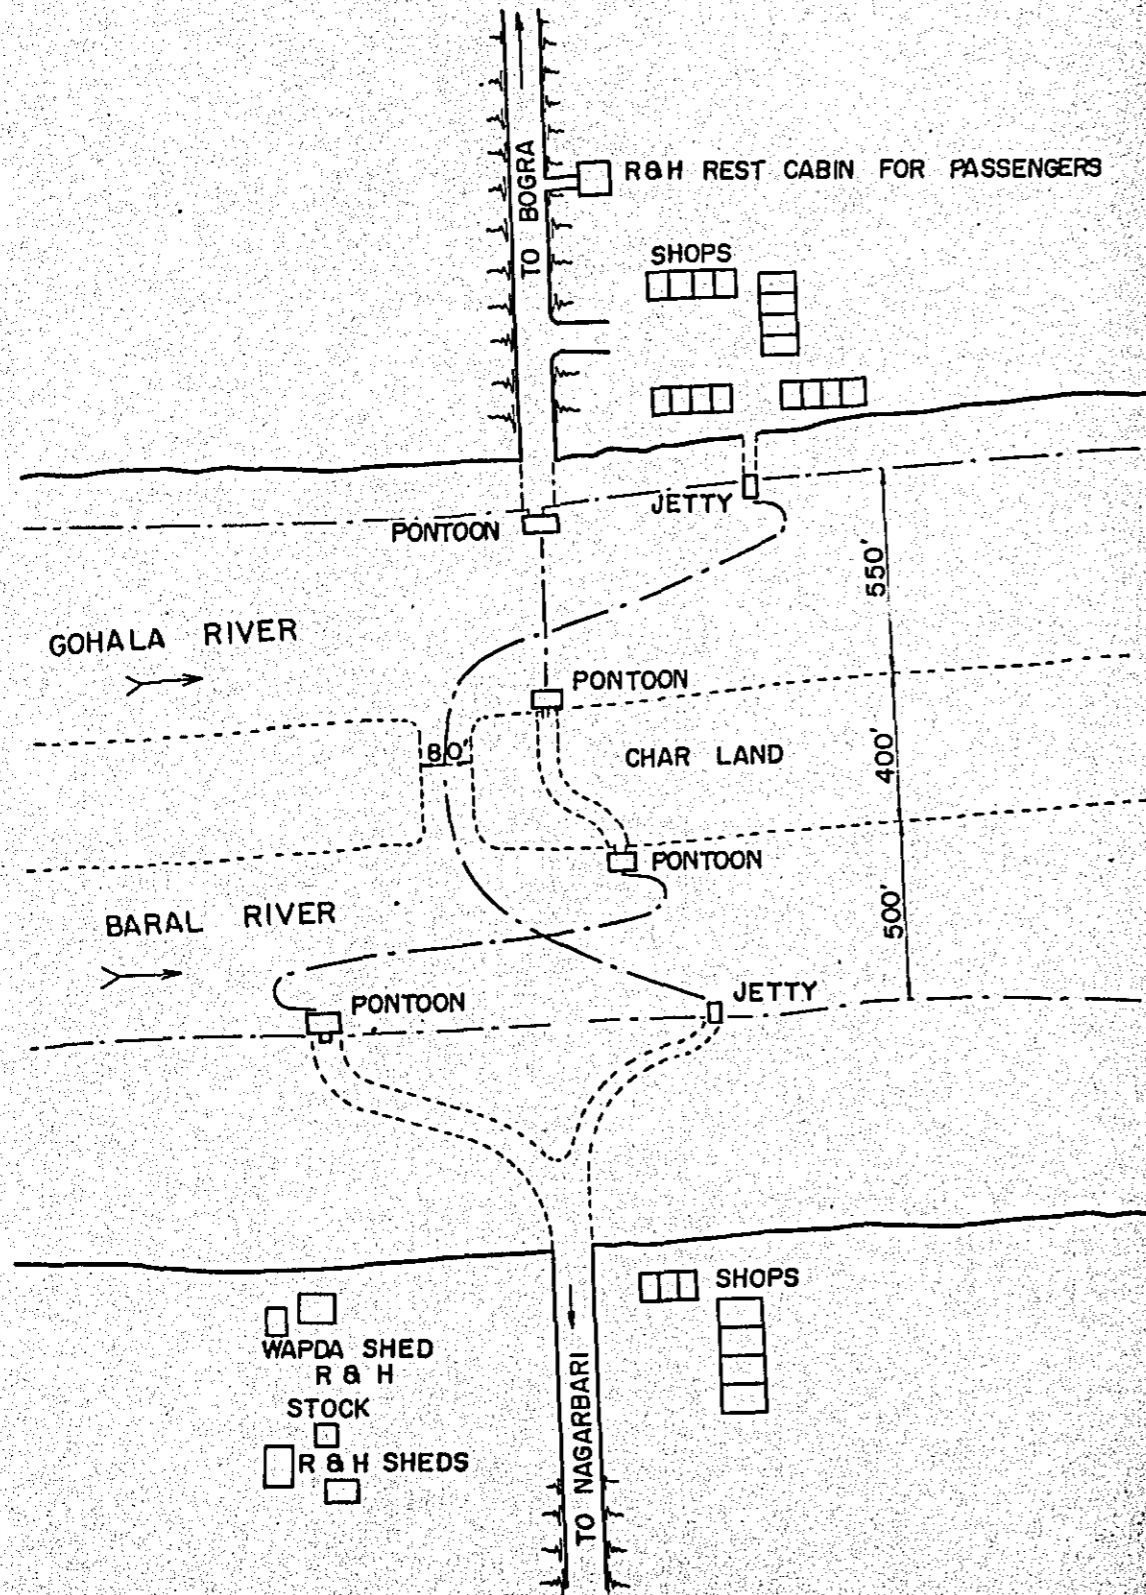 TO BOGRA
R&H REST CABIN FOR PASSENGERS
SHOPS
JETTY
PONTOON
550'
GOHALA RIVER
PONTOON
80'
CHAR LAND
400'
PONTOON
BARAL RIVER
500'
PONTOON
JETTY
SHOPS
WAPDA SHED
R & H
STOCK
R & H SHEDS
TO NAGARBARI